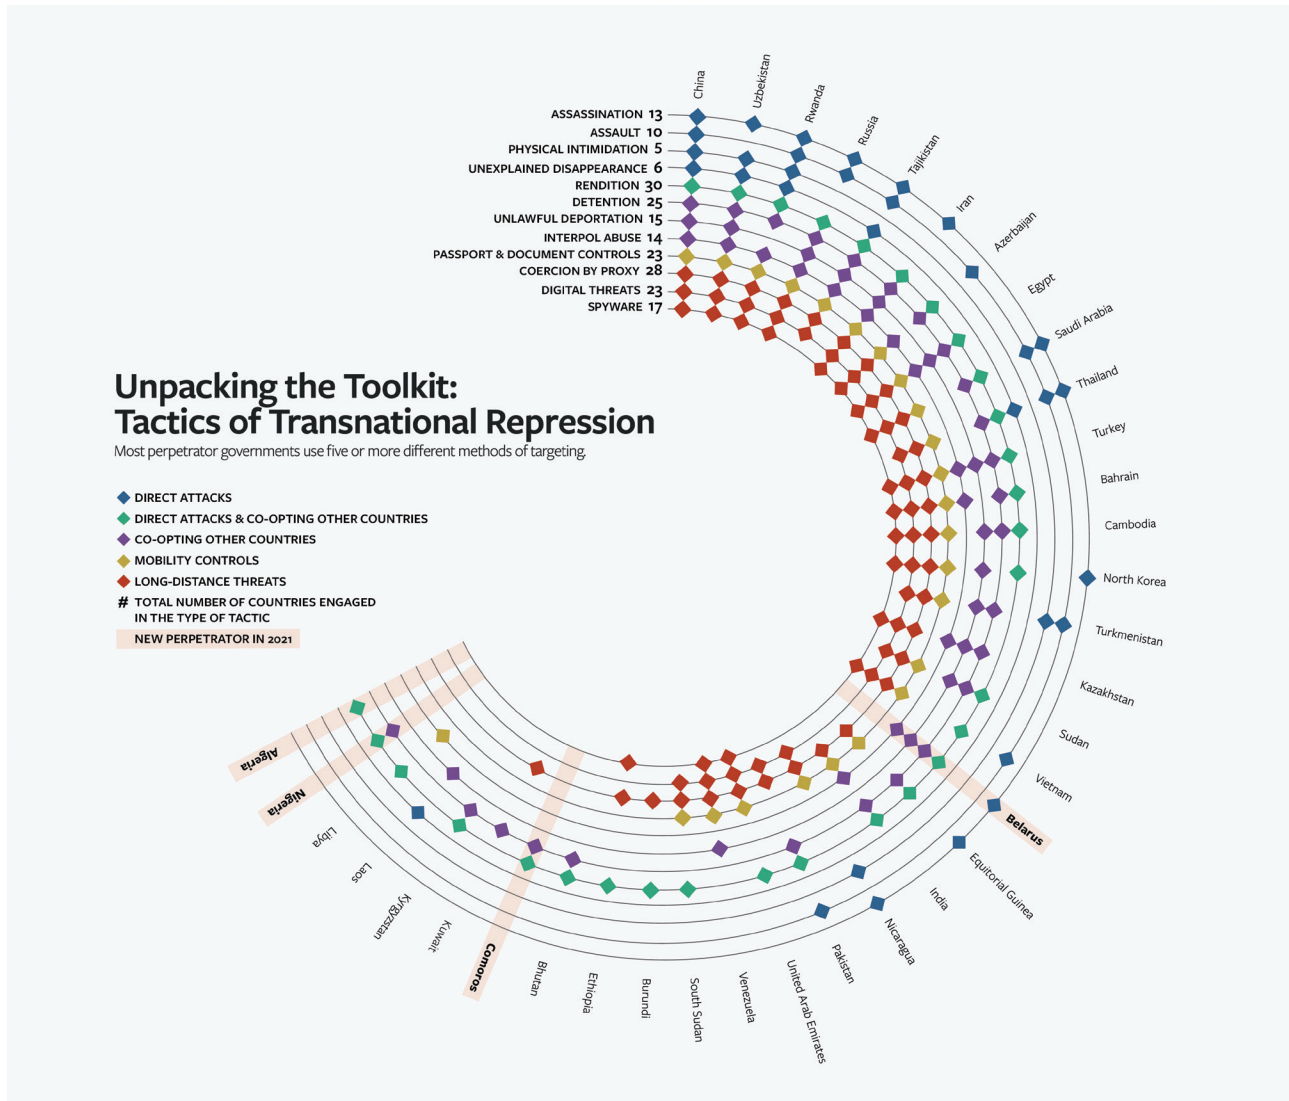 ASSASSINATION 13
ASSAULT 10
PHYSICAL INTIMIDATION 5
UNEXPLAINED DISAPPEARANCE 6
RENDITION 30
DETENTION 25
UNLAWFUL DEPORTATION 15
INTERPOL ABUSE 14
PASSPORT & DOCUMENT CONTROLS 23
COERCION BY PROXY 28
DIGITAL THREATS 23
SPYWARE 17
China
Uzbekistan
Rwanda
Russia
Tajikistan
Iran
Azerbaijan
Egypt
Saudi Arabia
Thailand
Turkey
Bahrain
Cambodia
North Korea
Turkmenistan
Kazakhstan
Sudan
Vietnam
Belarus
Equitorial Guinea
India
Nicaragua
Pakistan
United Arab Emirates
Venezuela
South Sudan
Burundi
Ethiopia
Bhutan
Comoros
Kuwait
Kyrgyzstan
Laos
Libya
Nigeria
Algeria
Unpacking the Toolkit:
Tactics of Transnational Repression
Most perpetrator governments use five or more different methods of targeting.
DIRECT ATTACKS
DIRECT ATTACKS & CO-OPTING OTHER COUNTRIES
CO-OPTING OTHER COUNTRIES
MOBILITY CONTROLS
LONG-DISTANCE THREATS
# TOTAL NUMBER OF COUNTRIES ENGAGED
IN THE TYPE OF TACTIC
NEW PERPETRATOR IN 2021